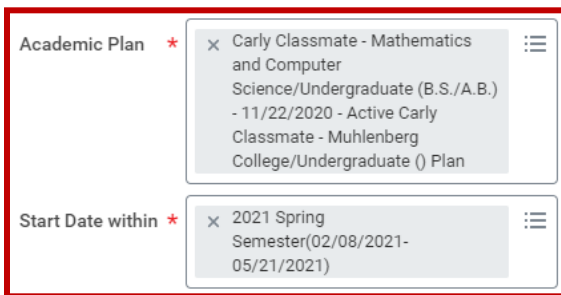 Academic Plan *
× Carly Classmate - Mathematics
and Computer
Science/Undergraduate (B.S./A.B.)
- 11/22/2020 - Active Carly
Classmate - Muhlenberg
College/Undergraduate () Plan
Start Date within *
× 2021 Spring
Semester(02/08/2021-
05/21/2021)